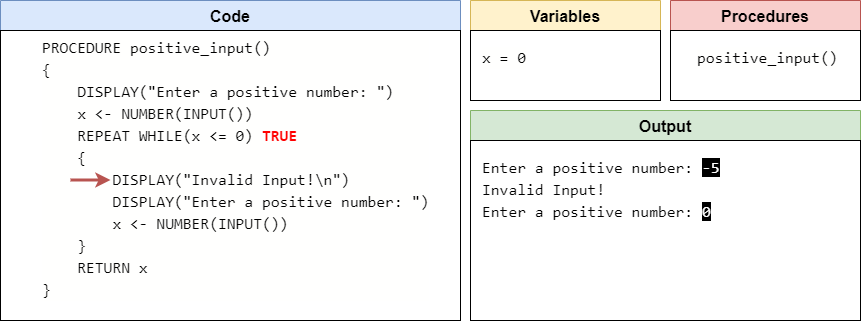 Code
PROCEDURE positive_input()
{
DISPLAY("Enter a positive number: ")
x <- NUMBER(INPUT())
REPEAT WHILE(x <= 0) TRUE
{
DISPLAY("Invalid Input!\n")
DISPLAY("Enter a positive number: ")
x <- NUMBER(INPUT())
}
RETURN x
}
Variables
x = 0
Procedures
positive_input()
Output
Enter a positive number: -5
Invalid Input!
Enter a positive number: 0